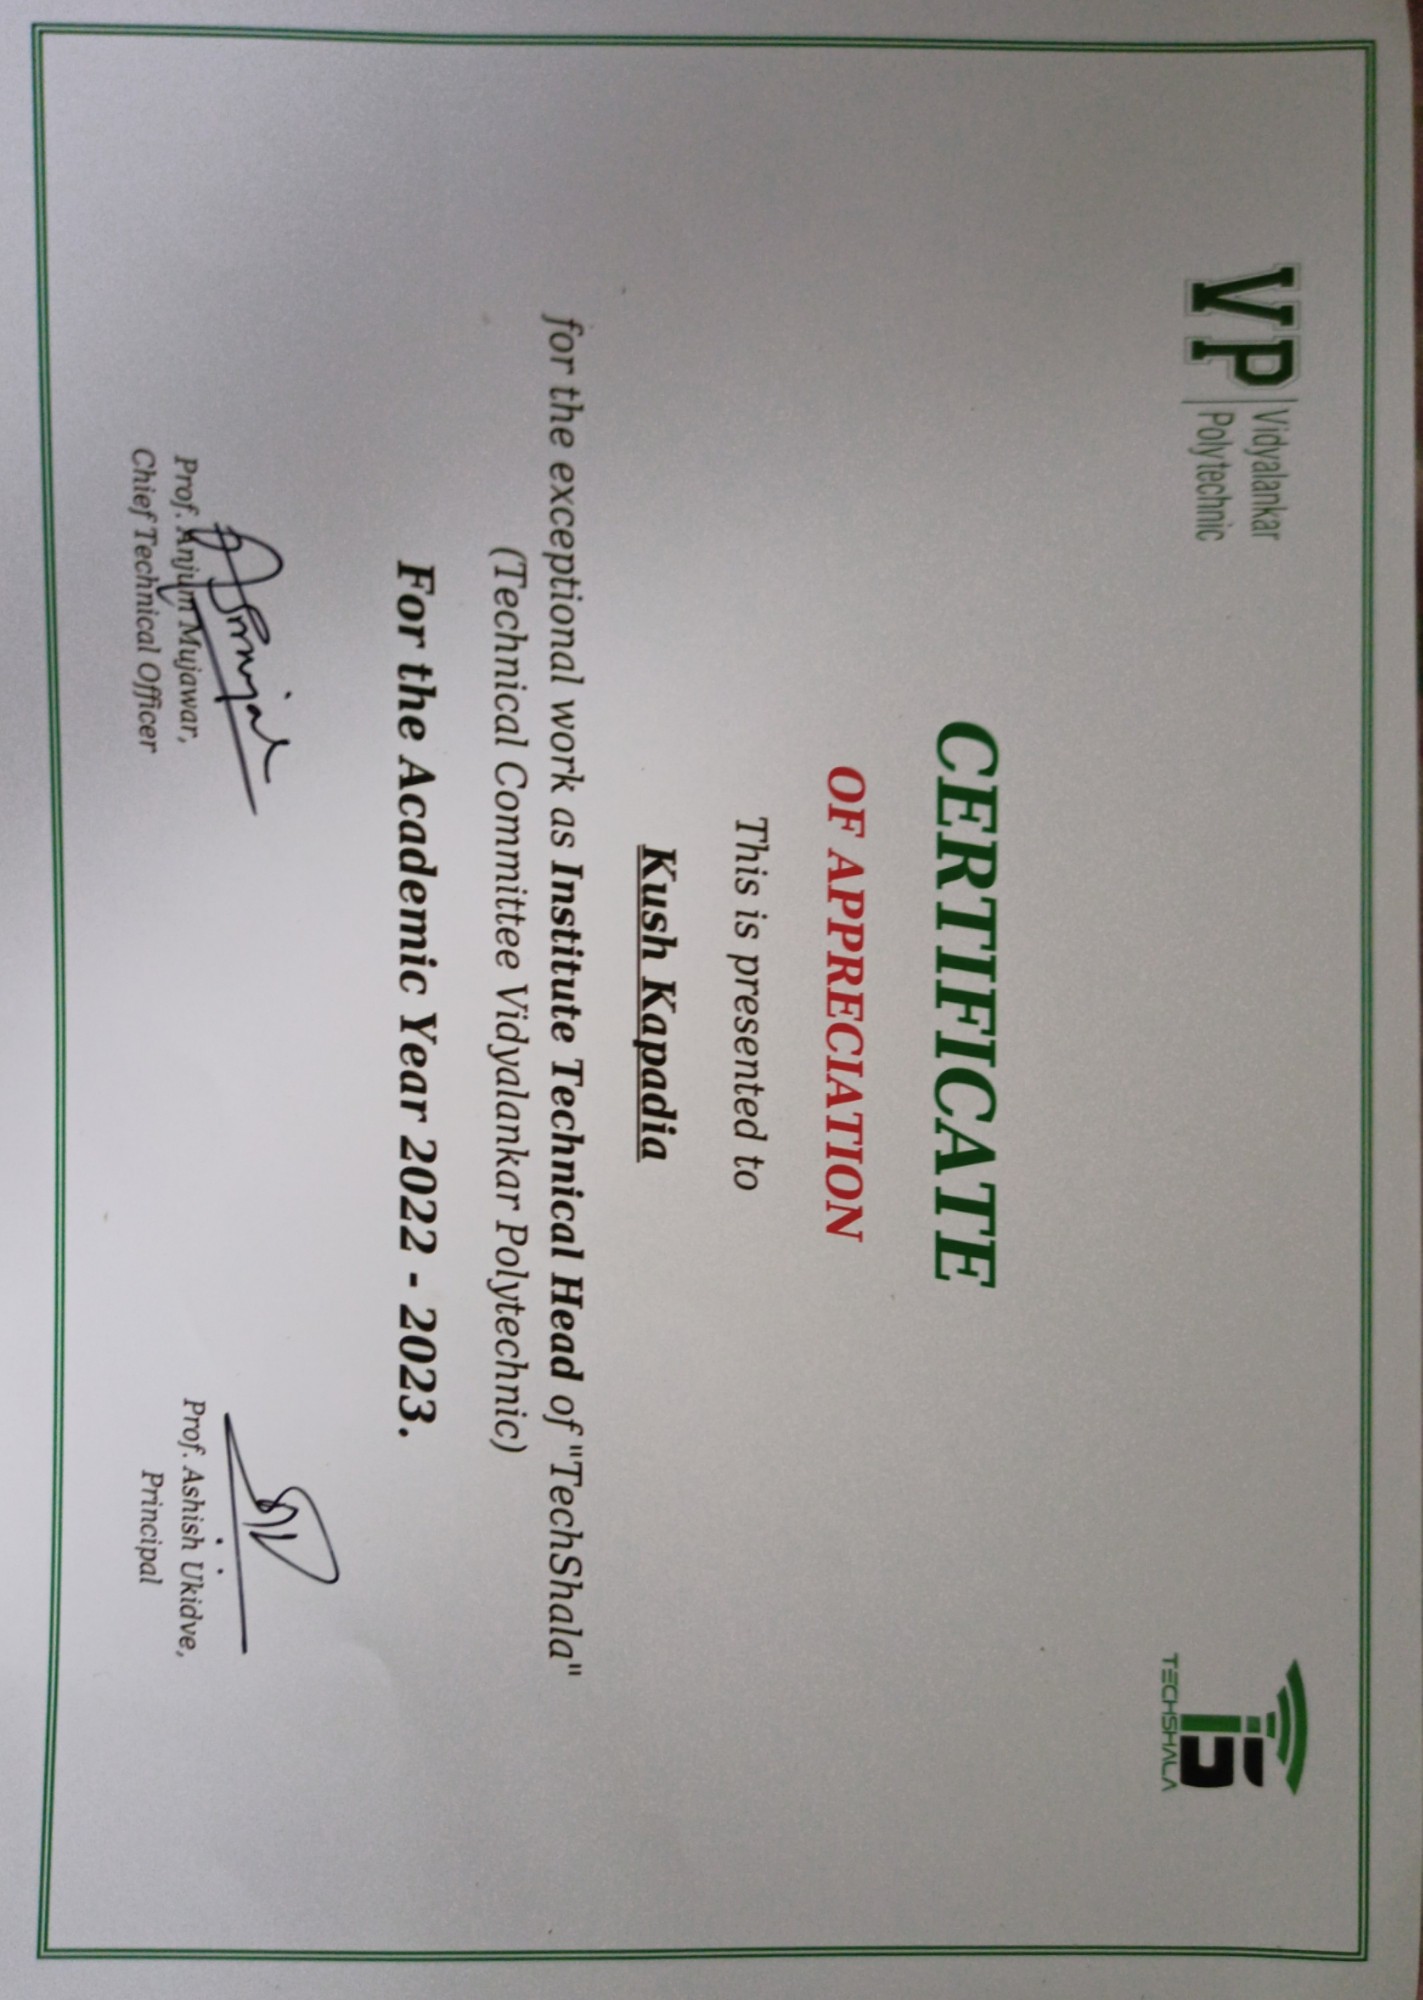 VP Vidyalankar
Polytechnic
TECHSHALA
CERTIFICATE
OF APPRECIATION
This is presented to
Kush Kapadia
for the exceptional work as Institute Technical Head of "TechShala"
(Technical Committee Vidyalankar Polytechnic)
For the Academic Year 2022 - 2023.
Prof. Anjum Mujawar,
Chief Technical Officer
Prof. Ashish Ukidve,
Principal